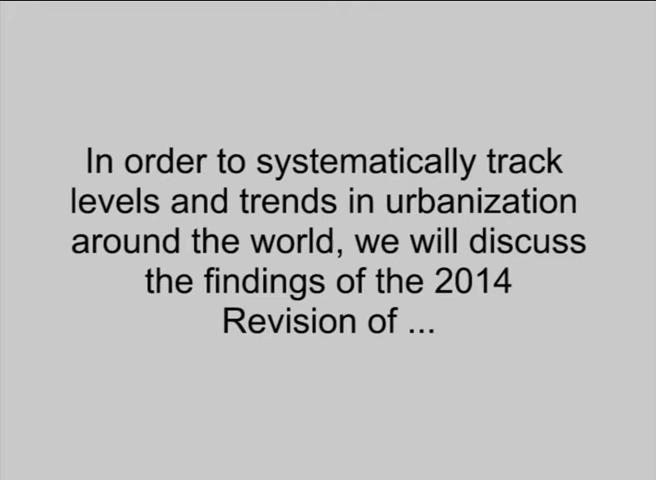 In order to systematically track
levels and trends in urbanization
around the world, we will discuss
the findings of the 2014
Revision of ...